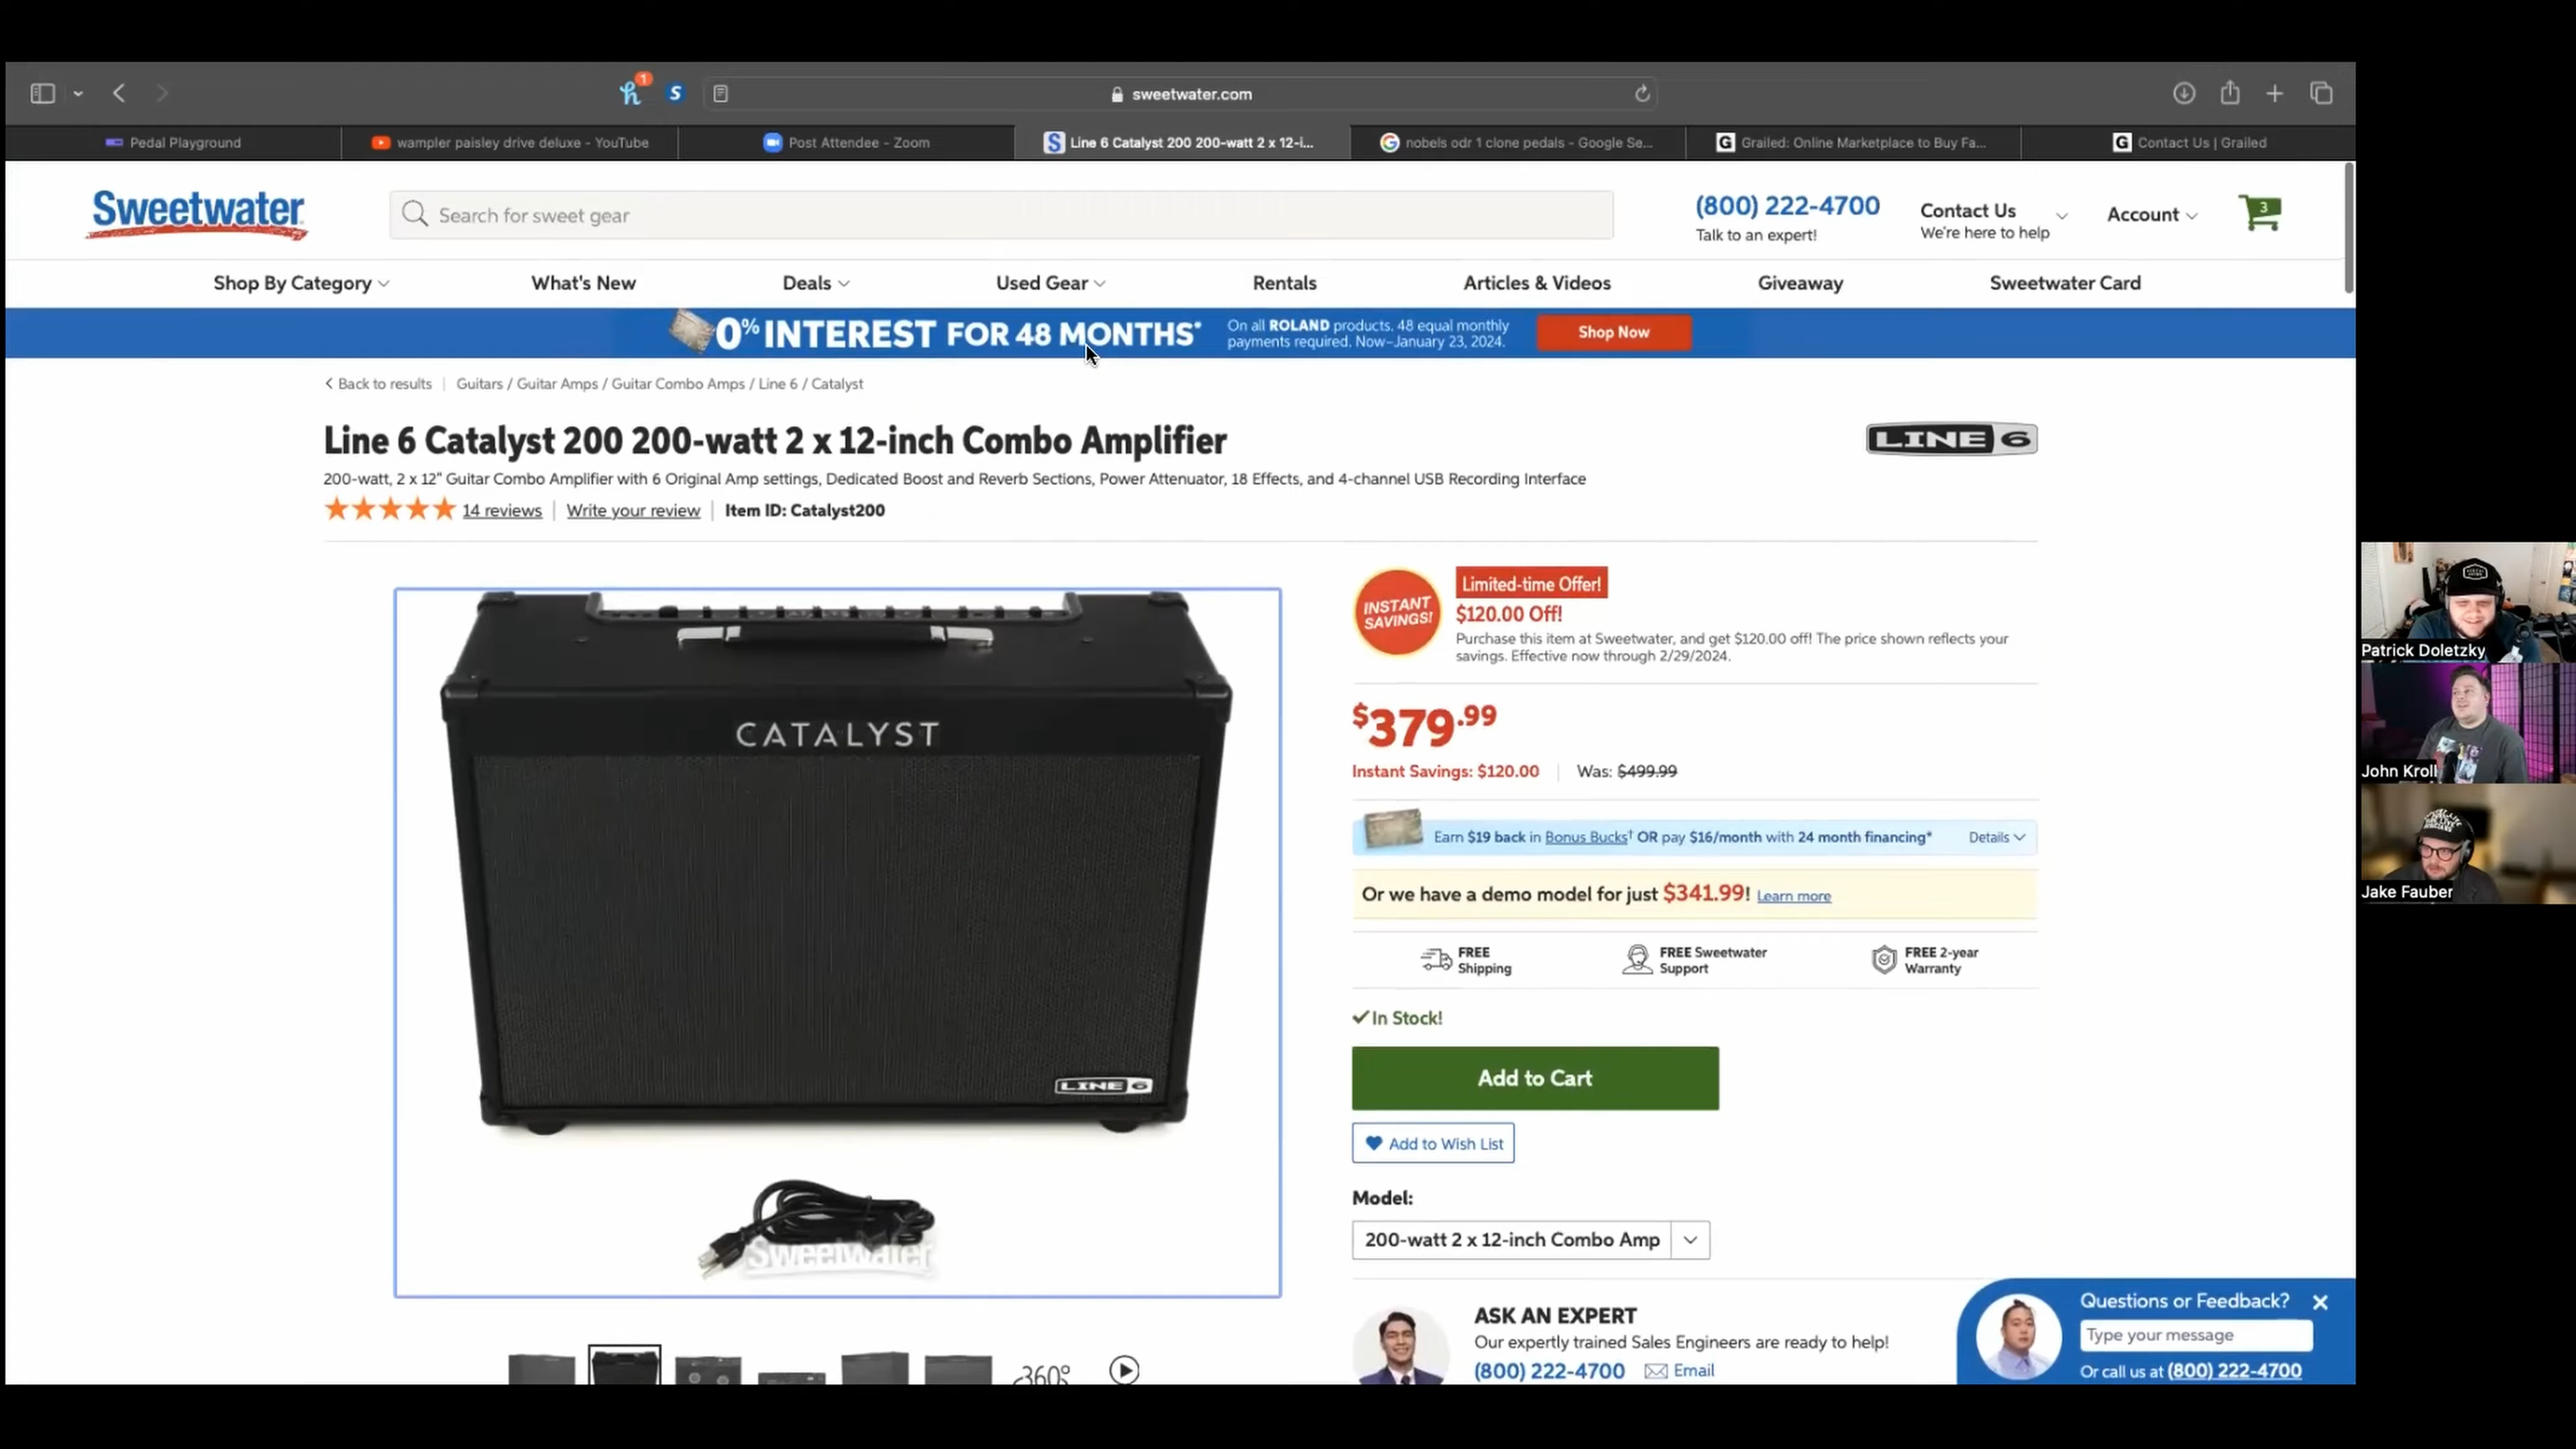 1
sweetwater.com
Pedal Playground
wampler paisley drive deluxe - YouTube
Post Attendee - Zoom
S Line 6 Catalyst 200 200-watt 2 x 12-i...
nobels odr 1 clone pedals - Google Se...
G Grailed: Online Marketplace to Buy Fa...
G Contact Us | Grailed
Sweetwater
Search for sweet gear
(800) 222-4700
Talk to an expert!
Contact Us
We're here to help
Account
3
Shop By Category
What's New
Deals
Used Gear
Rentals
Articles & Videos
Giveaway
Sweetwater Card
0% INTEREST FOR 48 MONTHS*
On all ROLAND products. 48 equal monthly
payments required. Now–January 23, 2024.
Shop Now
Back to results
Guitars / Guitar Amps / Guitar Combo Amps / Line 6 / Catalyst
Line 6 Catalyst 200 200-watt 2 x 12-inch Combo Amplifier
LINE 6
200-watt, 2 x 12" Guitar Combo Amplifier with 6 Original Amp settings, Dedicated Boost and Reverb Sections, Power Attenuator, 18 Effects, and 4-channel USB Recording Interface
14 reviews
Write your review
Item ID: Catalyst200
CATALYST
LINE 6
Sweetwater
360°
INSTANT
SAVINGS!
Limited-time Offer!
$120.00 Off!
Purchase this item at Sweetwater, and get $120.00 off! The price shown reflects your
savings. Effective now through 2/29/2024.
$379.99
Instant Savings: $120.00
Was: $499.99
Earn $19 back in Bonus Bucks† OR pay $16/month with 24 month financing*
Details
Or we have a demo model for just $341.99! Learn more
FREE
Shipping
FREE Sweetwater
Support
FREE 2-year
Warranty
In Stock!
Add to Cart
Add to Wish List
Model:
200-watt 2 x 12-inch Combo Amp
ASK AN EXPERT
Our expertly trained Sales Engineers are ready to help!
(800) 222-4700
Email
Questions or Feedback?
Type your message
Or call us at (800) 222-4700
Patrick Doletzky
John Kroll
Jake Fauber